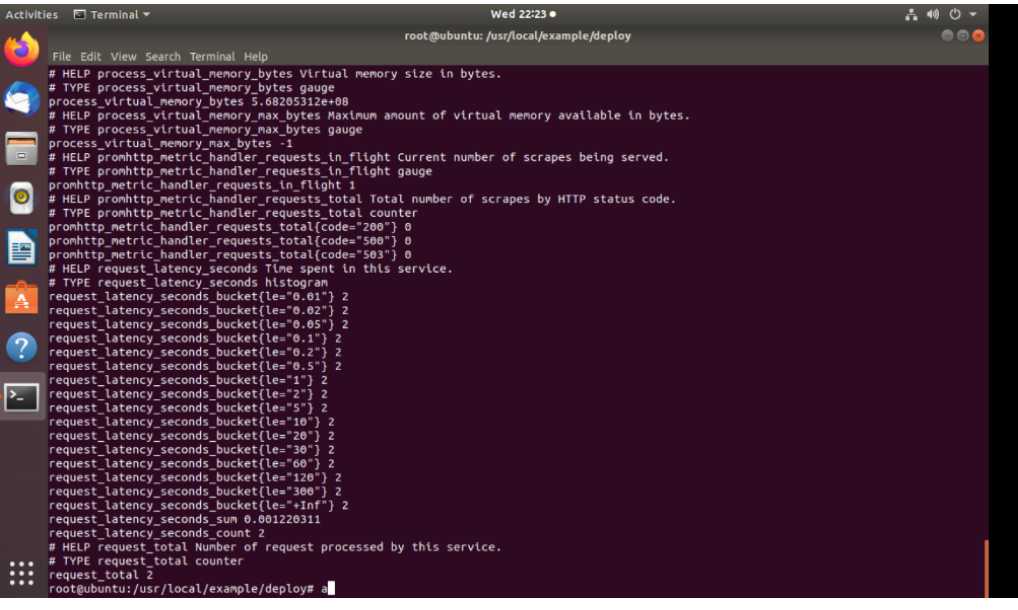 Activities Terminal Wed 22:23
root@ubuntu: /usr/local/example/deploy
File Edit View Search Terminal Help
# HELP process_virtual_memory_bytes Virtual memory size in bytes.
# TYPE process_virtual_memory_bytes gauge
process_virtual_memory_bytes 5.68205312e+08
# HELP process_virtual_memory_max_bytes Maximum amount of virtual memory available in bytes.
# TYPE process_virtual_memory_max_bytes gauge
process_virtual_memory_max_bytes -1
# HELP promhttp_metric_handler_requests_in_flight Current number of scrapes being served.
# TYPE promhttp_metric_handler_requests_in_flight gauge
promhttp_metric_handler_requests_in_flight 1
# HELP promhttp_metric_handler_requests_total Total number of scrapes by HTTP status code.
# TYPE promhttp_metric_handler_requests_total counter
promhttp_metric_handler_requests_total{code="200"} 0
promhttp_metric_handler_requests_total{code="500"} 0
promhttp_metric_handler_requests_total{code="503"} 0
# HELP request_latency_seconds Time spent in this service.
# TYPE request_latency_seconds histogram
request_latency_seconds_bucket{le="0.01"} 2
request_latency_seconds_bucket{le="0.02"} 2
request_latency_seconds_bucket{le="0.05"} 2
request_latency_seconds_bucket{le="0.1"} 2
request_latency_seconds_bucket{le="0.2"} 2
request_latency_seconds_bucket{le="0.5"} 2
request_latency_seconds_bucket{le="1"} 2
request_latency_seconds_bucket{le="2"} 2
request_latency_seconds_bucket{le="5"} 2
request_latency_seconds_bucket{le="10"} 2
request_latency_seconds_bucket{le="20"} 2
request_latency_seconds_bucket{le="30"} 2
request_latency_seconds_bucket{le="60"} 2
request_latency_seconds_bucket{le="120"} 2
request_latency_seconds_bucket{le="300"} 2
request_latency_seconds_bucket{le="+Inf"} 2
request_latency_seconds_sum 0.001220311
request_latency_seconds_count 2
# HELP request_total Number of request processed by this service.
# TYPE request_total counter
request_total 2
root@ubuntu:/usr/local/example/deploy# a